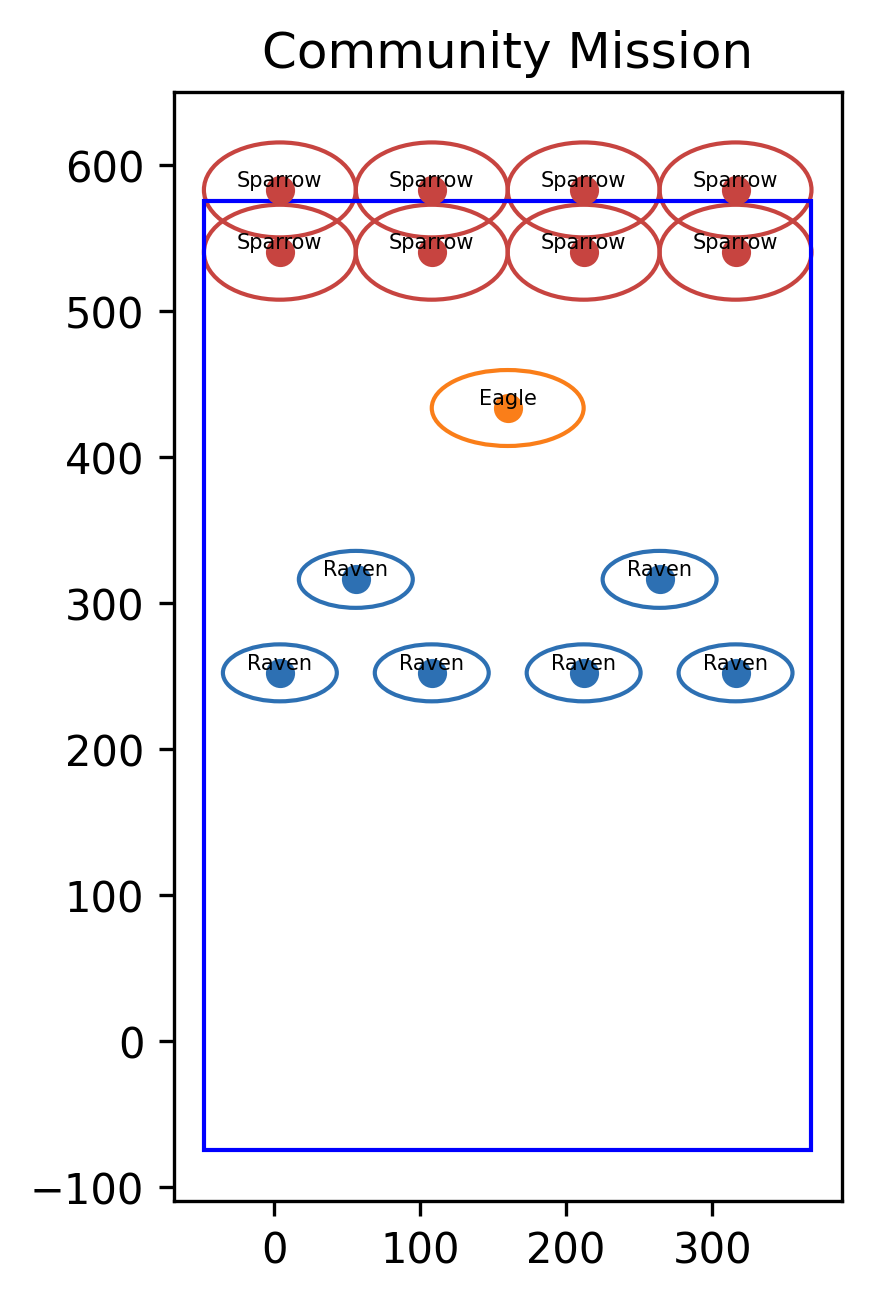 Community Mission
600
Sparrow Sparrow Sparrow Sparrow
Sparrow Sparrow Sparrow Sparrow
500
Eagle
400
Raven Raven
300
Raven Raven Raven Raven
200
100
0
−100
0 100 200 300